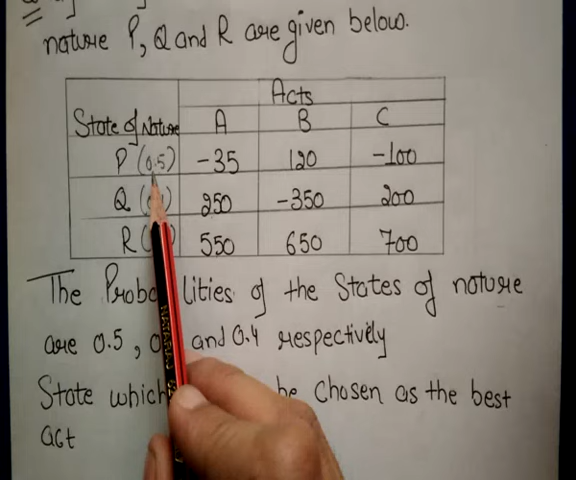 nature P, Q and R are given below.
Acts
State of Nature A B C
P (0.5) -35 120 -100
Q ( 250 -350 200
R ( ) 550 650 700
The Probabilities of the States of nature
are 0.5, and 0.4 respectively
State which be chosen as the best
act